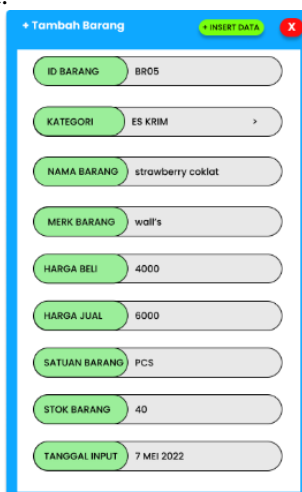 + Tambah Barang + INSERT DATA X
ID BARANG BR05
KATEGORI ES KRIM >
NAMA BARANG strawberry coklat
MERK BARANG wall's
HARGA BELI 4000
HARGA JUAL 6000
SATUAN BARANG PCS
STOK BARANG 40
TANGGAL INPUT 7 MEI 2022